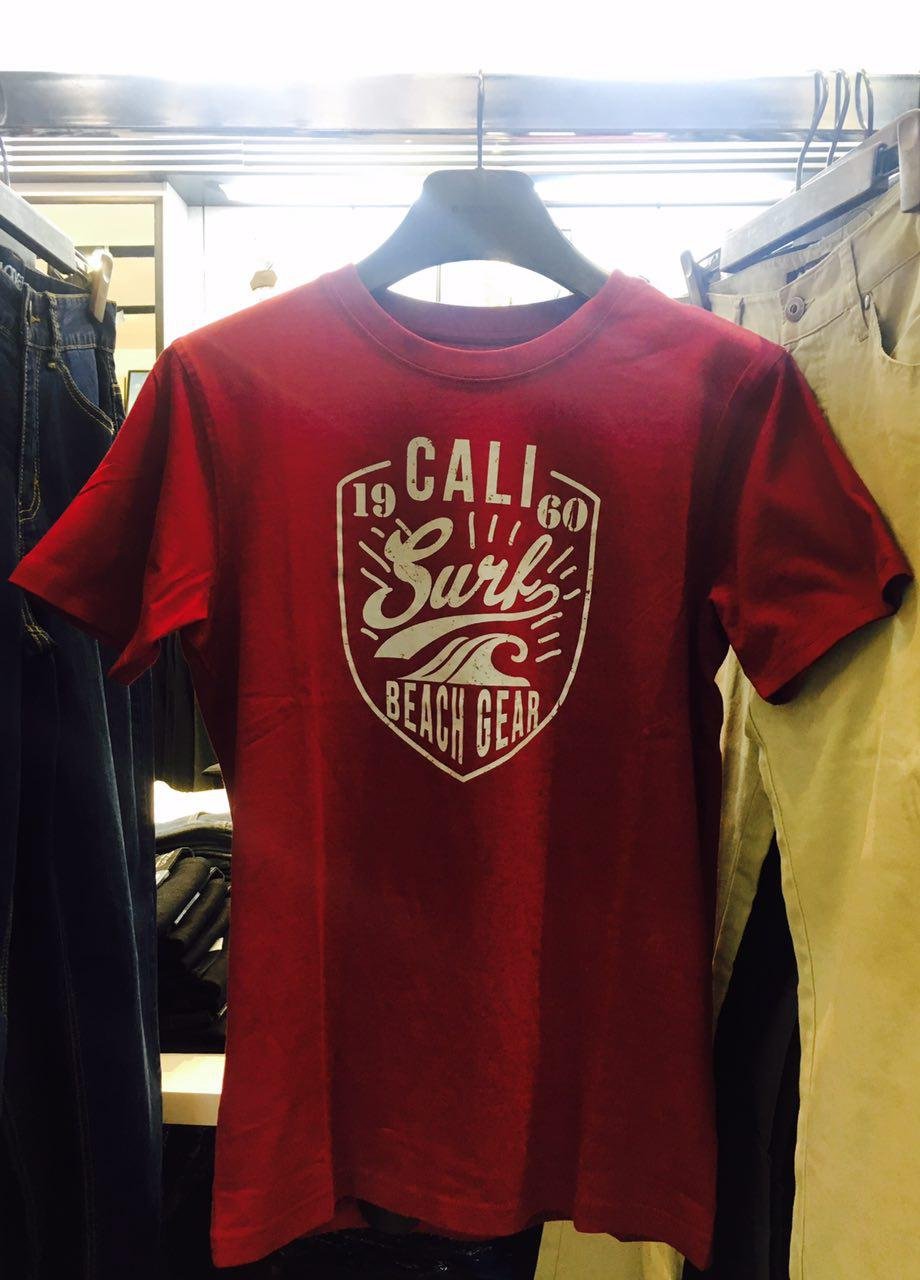 CALI
19 60
Surf
BEACH GEAR